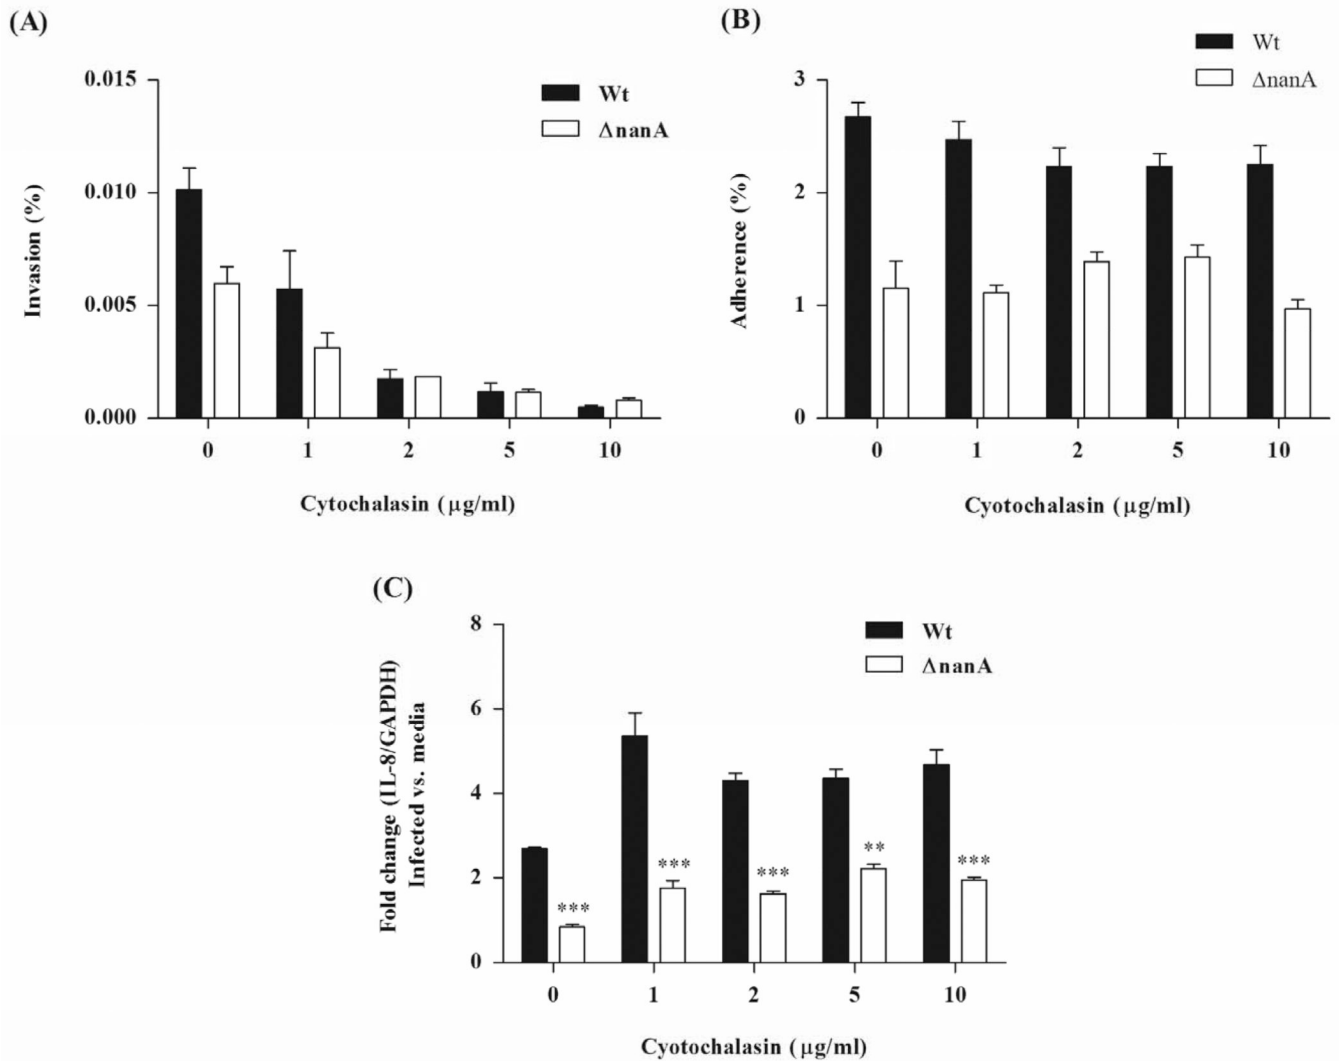 (A)
Wt
ΔnanA
0.015
0.010
0.005
0.000
Invasion (%)
0 1 2 5 10
Cytochalasin (μg/ml)
(B)
Wt
ΔnanA
3
2
1
0
Adherence (%)
0 1 2 5 10
Cyotochalasin (μg/ml)
(C)
Wt
ΔnanA
8
6
4
2
0
Fold change (IL-8/GAPDH)
Infected vs. media
*** *** *** ** ***
0 1 2 5 10
Cyotochalasin (μg/ml)